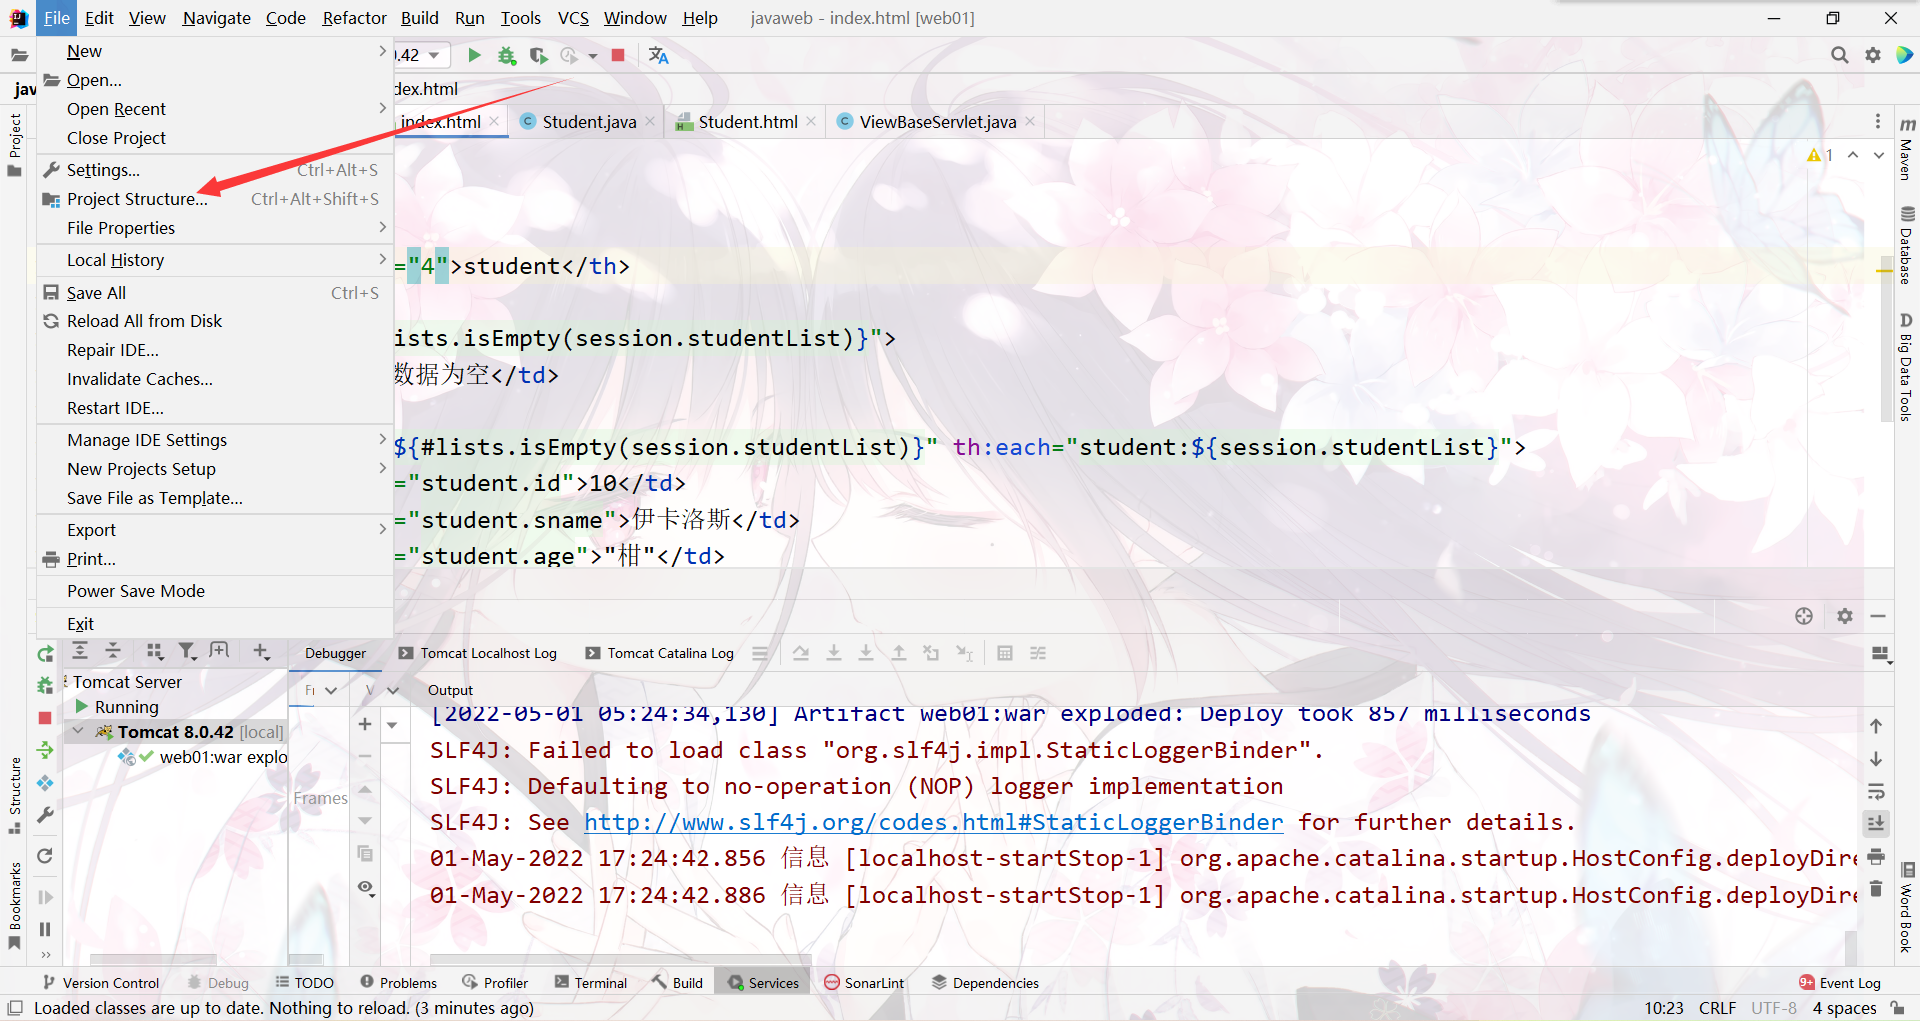 File Edit View Navigate Code Refactor Build Run Tools VCS Window Help javaweb - index.html [web01]
New
.42
Open...
jav
dex.html
Open Recent
Close Project
index.html Student.java Student.html ViewBaseServlet.java
Settings... Ctrl+Alt+S
1
Project Structure... Ctrl+Alt+Shift+S
File Properties
Local History
="4">student</th>
Save All Ctrl+S
Reload All from Disk
ists.isEmpty(session.studentList)}">
Repair IDE...
数据为空</td>
Invalidate Caches...
Restart IDE...
Manage IDE Settings
${#lists.isEmpty(session.studentList)}" th:each="student:${session.studentList}">
New Projects Setup
="student.id">10</td>
Save File as Template...
="student.sname">伊卡洛斯</td>
Export
="student.age">"柑"</td>
Print...
Power Save Mode
Exit
Project
Structure
Bookmarks
m
Maven
Database
D
Big Data Tools
Word Book
Debugger Tomcat Localhost Log Tomcat Catalina Log
Tomcat Server
Fr V Output
Running
Tomcat 8.0.42 [local]
web01:war explo
Frames
[2022-05-01 05:24:34,130] Artifact web01:war exploded: Deploy took 857 milliseconds
SLF4J: Failed to load class "org.slf4j.impl.StaticLoggerBinder".
SLF4J: Defaulting to no-operation (NOP) logger implementation
SLF4J: See http://www.slf4j.org/codes.html#StaticLoggerBinder for further details.
01-May-2022 17:24:42.856 信息 [localhost-startStop-1] org.apache.catalina.startup.HostConfig.deployDire
01-May-2022 17:24:42.886 信息 [localhost-startStop-1] org.apache.catalina.startup.HostConfig.deployDire
Version Control Debug TODO Problems Profiler Terminal Build Services SonarLint Dependencies 9+ Event Log
Loaded classes are up to date. Nothing to reload. (3 minutes ago) 10:23 CRLF UTF-8 4 spaces